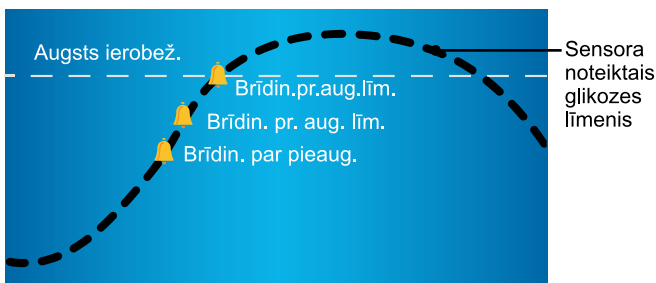 Augsts ierobež.
Brīdin.pr.aug.līm.
Brīdin. pr. aug. līm.
Brīdin. par pieaug.
Sensora
noteiktais
glikozes
līmenis